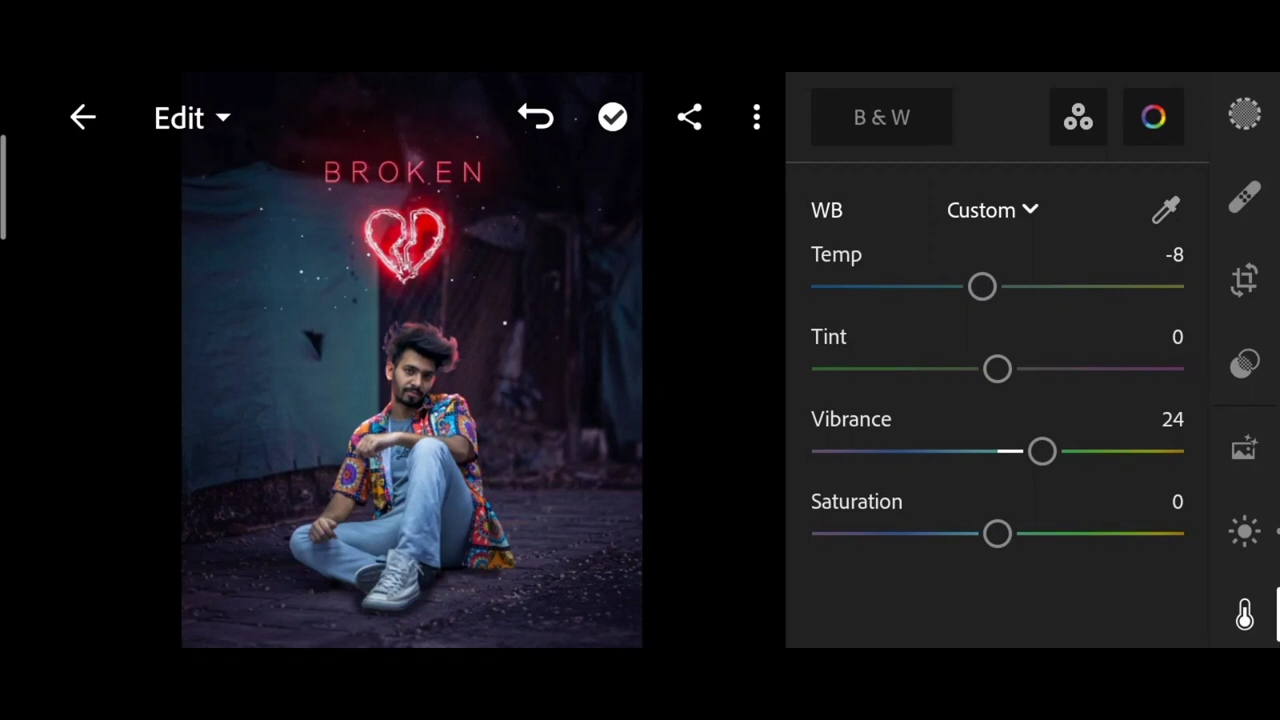 Edit
B & W
BROKEN
WB
Custom
Temp
-8
Tint
0
Vibrance
24
Saturation
0